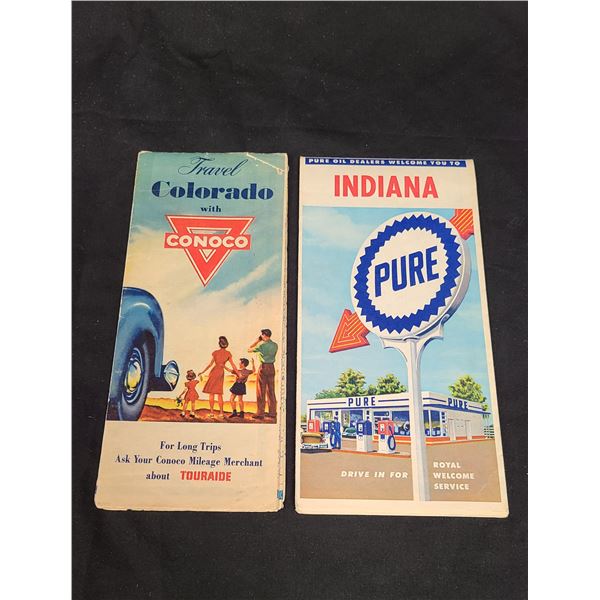 Travel
Colorado
with
CONOCO
For Long Trips
Ask Your Conoco Mileage Merchant
about TOURAIDE
PURE OIL DEALERS WELCOME YOU TO
INDIANA
PURE
PURE
PURE
DRIVE IN FOR
ROYAL
WELCOME
SERVICE